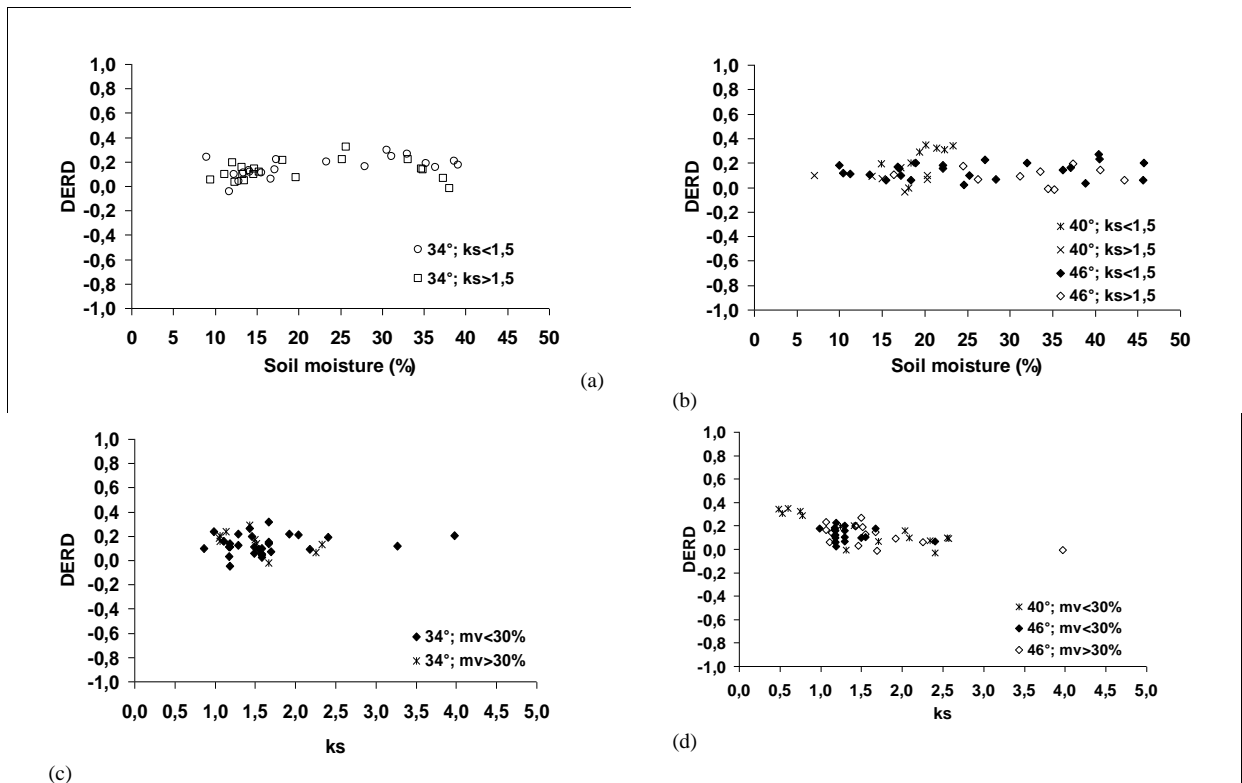 1,0
0,8
0,6
0,4
0,2
0,0
-0,2
-0,4
-0,6
-0,8
-1,0
DERD
0 5 10 15 20 25 30 35 40 45 50
Soil moisture (%)
34°; ks<1,5
34°; ks>1,5
(a)
1,0
0,8
0,6
0,4
0,2
0,0
-0,2
-0,4
-0,6
-0,8
-1,0
DERD
0 5 10 15 20 25 30 35 40 45 50
Soil moisture (%)
40°; ks<1,5
40°; ks>1,5
46°; ks<1,5
46°; ks>1,5
(b)
1,0
0,8
0,6
0,4
0,2
0,0
-0,2
-0,4
-0,6
-0,8
-1,0
DERD
0,0 0,5 1,0 1,5 2,0 2,5 3,0 3,5 4,0 4,5 5,0
ks
34°; mv<30%
34°; mv>30%
(c)
1,0
0,8
0,6
0,4
0,2
0,0
-0,2
-0,4
-0,6
-0,8
-1,0
DERD
0,0 0,5 1,0 1,5 2,0 2,5 3,0 3,5 4,0 4,5 5,0
ks
40°; mv<30%
46°; mv<30%
46°; mv>30%
(d)